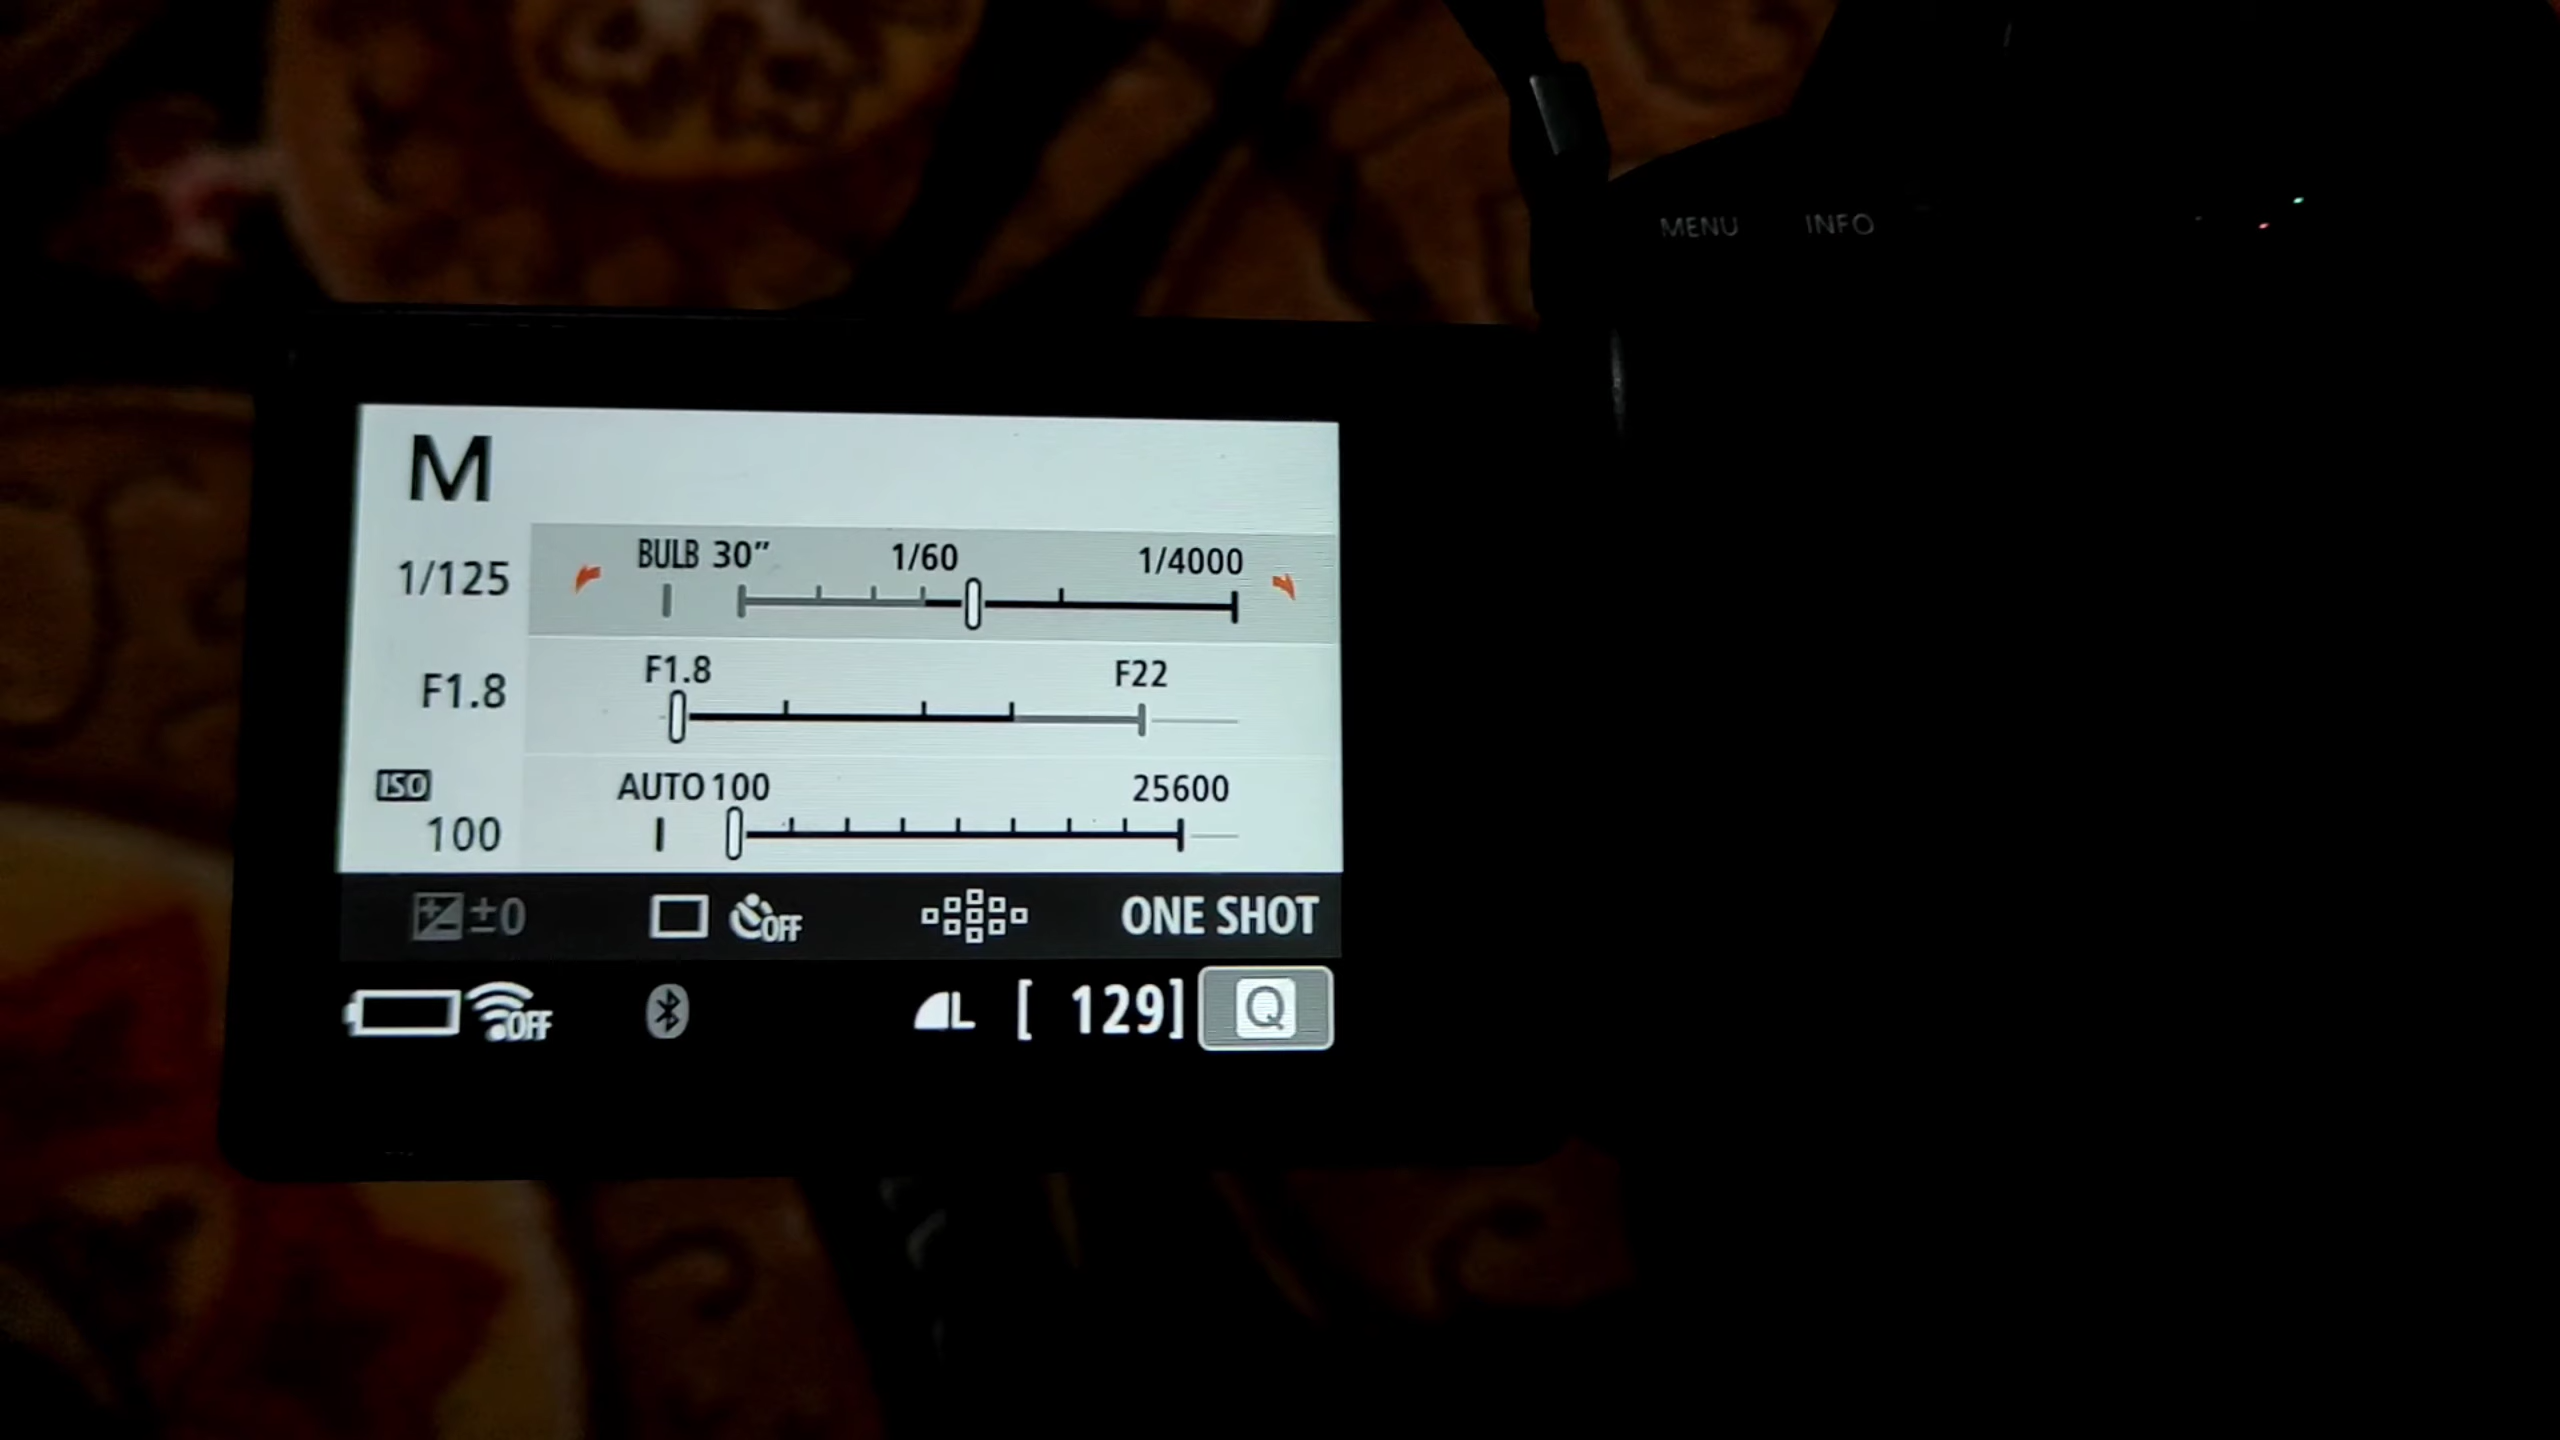 MENU INFO
M
1/125 BULB 30" 1/60 1/4000
F1.8 F1.8 F22
ISO 100 AUTO 100 25600
±0 OFF ONE SHOT
OFF L [ 129] Q